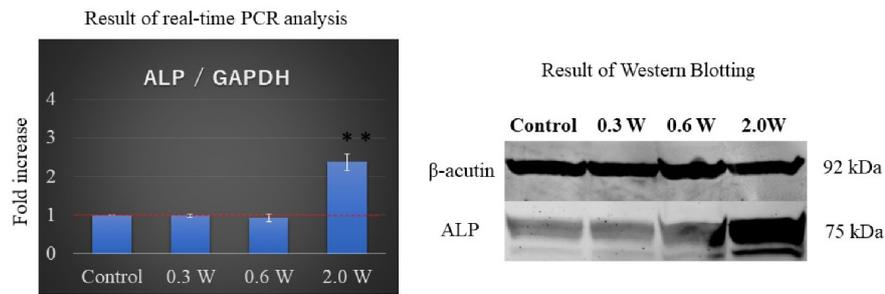 Result of real-time PCR analysis
ALP / GAPDH
Fold increase
4
3
2
1
0
* *
Control 0.3 W 0.6 W 2.0 W
Result of Western Blotting
Control 0.3 W 0.6 W 2.0W
β-acutin 92 kDa
ALP 75 kDa